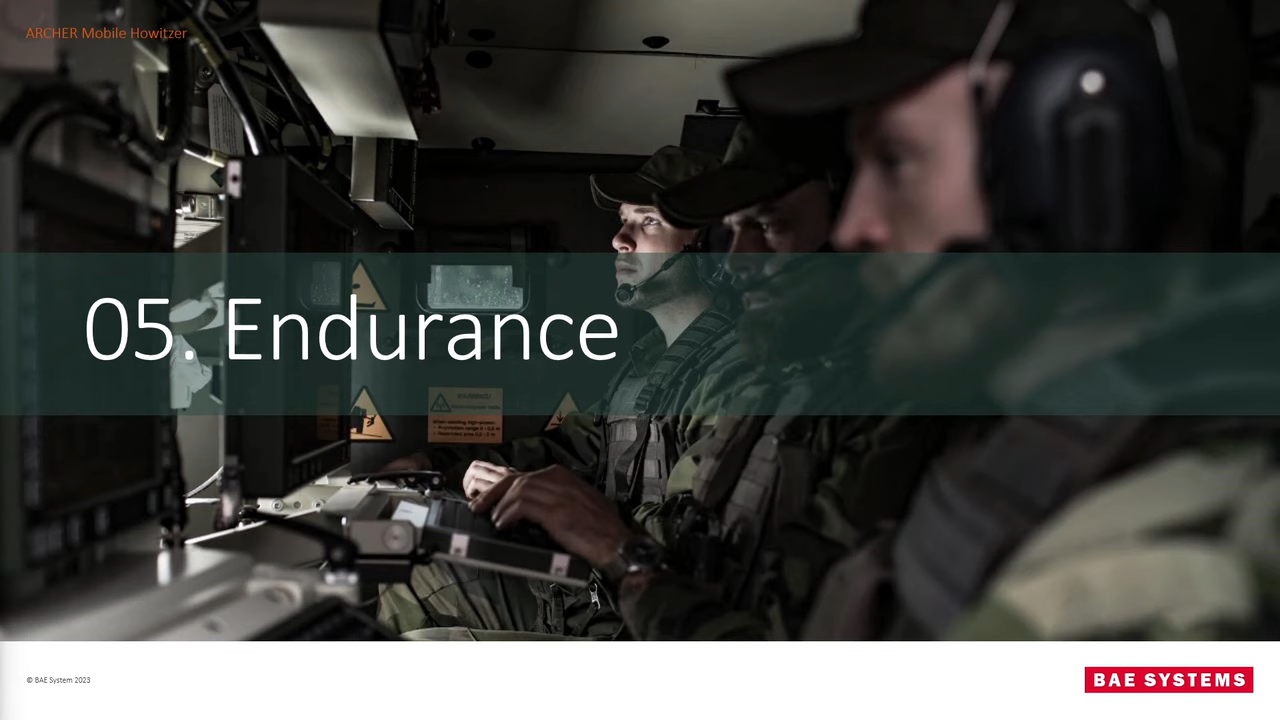 ARCHER Mobile Howitzer
05. Endurance
© BAE System 2023
BAE SYSTEMS